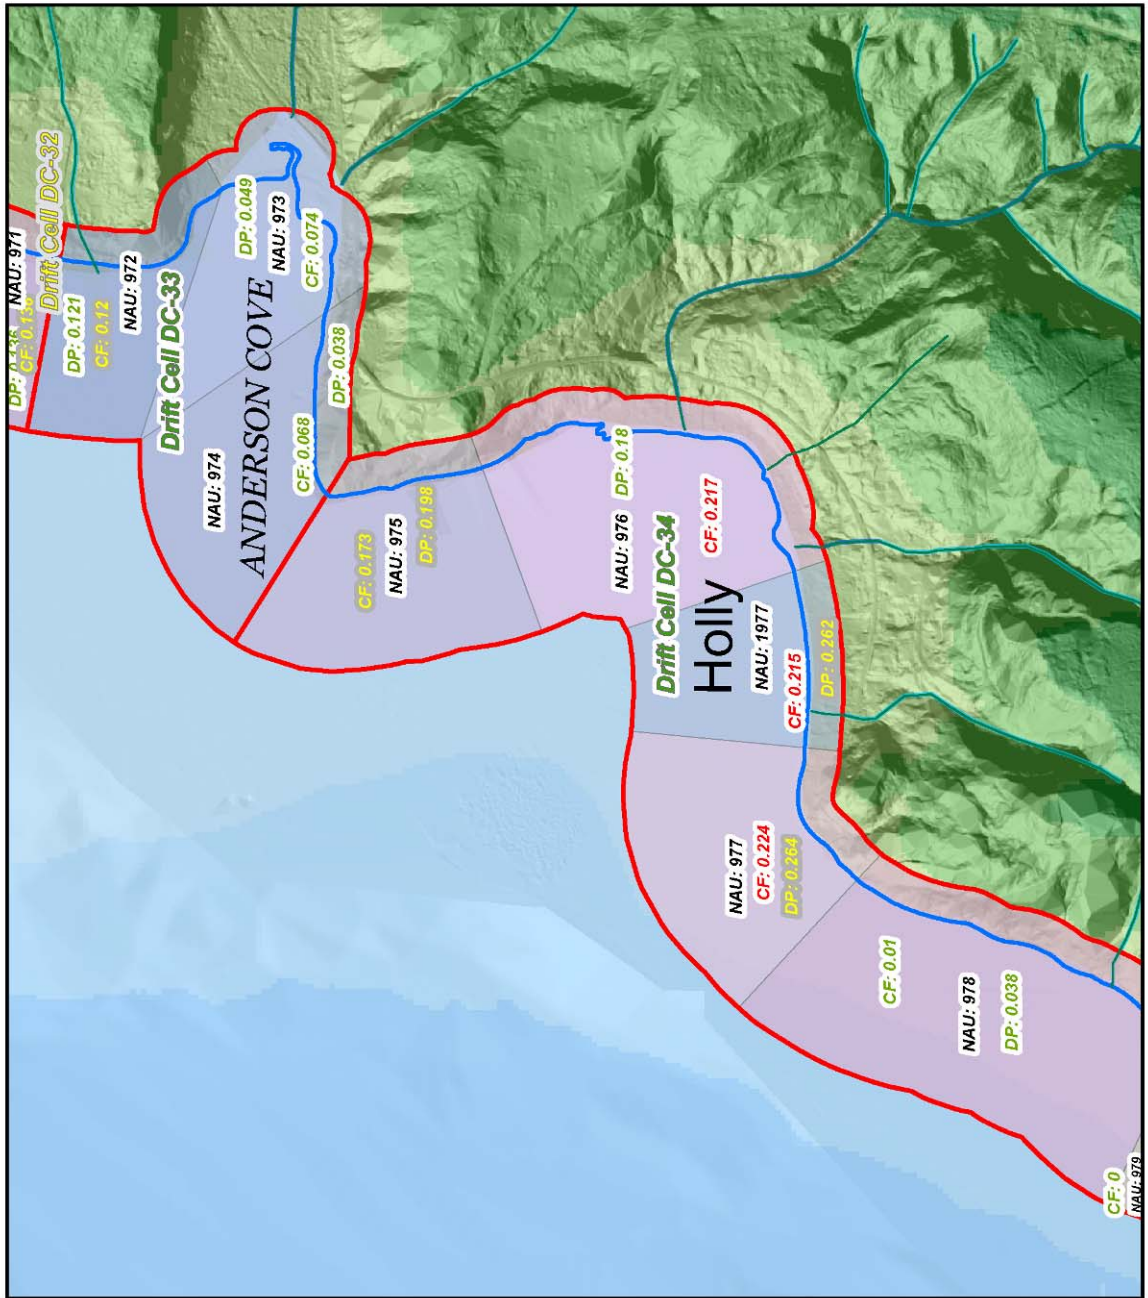 DP: 0.136
CF: 0.136
NAU: 971
Drift Cell DC-32
DP: 0.121
CF: 0.12
NAU: 972
Drift Cell DC-33
DP: 0.049
NAU: 973
CF: 0.074
NAU: 974
ANDERSON COVE
CF: 0.068
DP: 0.038
CF: 0.173
NAU: 975
DP: 0.198
NAU: 976
DP: 0.18
CF: 0.217
Drift Cell DC-34
Holly
NAU: 1977
CF: 0.215
DP: 0.262
NAU: 977
CF: 0.224
DP: 0.264
CF: 0.01
NAU: 978
DP: 0.038
CF: 0
NAU: 979